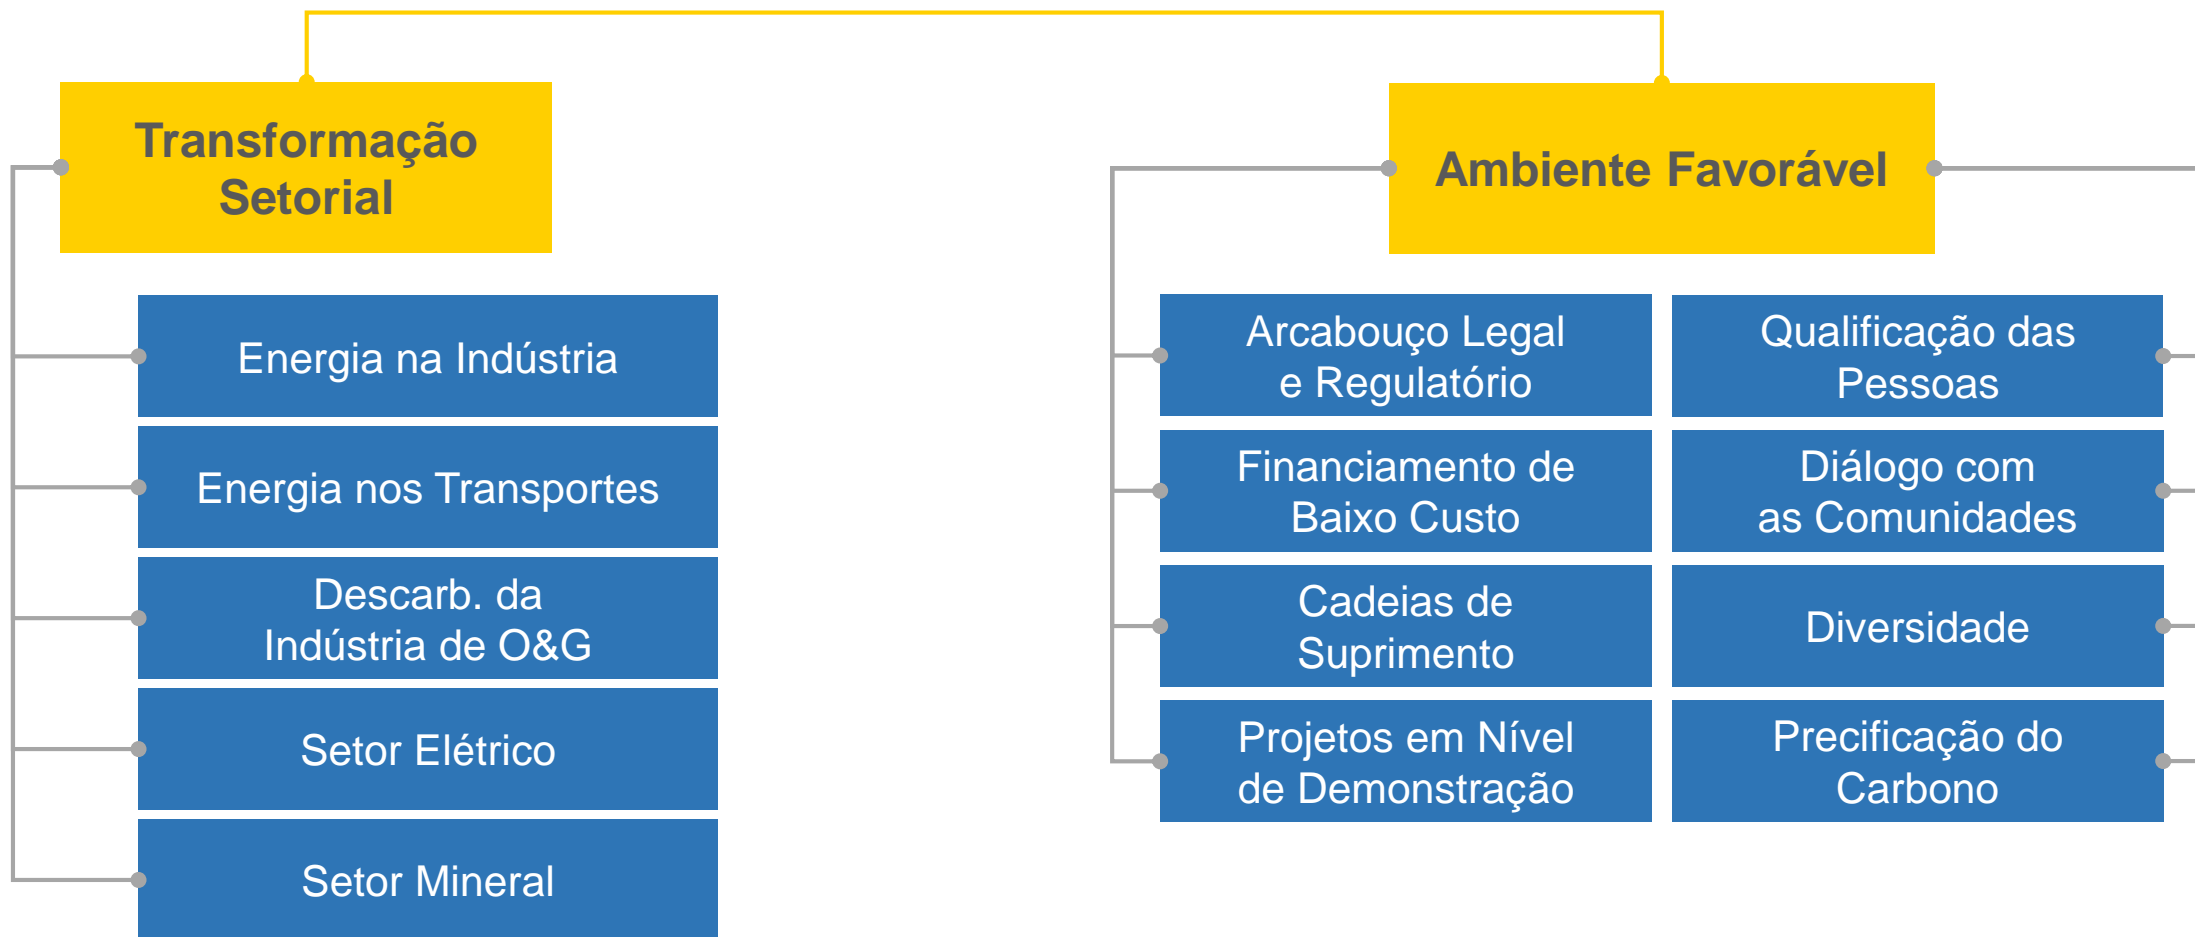 Transformação
Setorial
Energia na Indústria
Energia nos Transportes
Descarb. da
Indústria de O&G
Setor Elétrico
Setor Mineral
Ambiente Favorável
Arcabouço Legal
e Regulatório
Financiamento de
Baixo Custo
Cadeias de
Suprimento
Projetos em Nível
de Demonstração
Qualificação das
Pessoas
Diálogo com
as Comunidades
Diversidade
Precificação do
Carbono